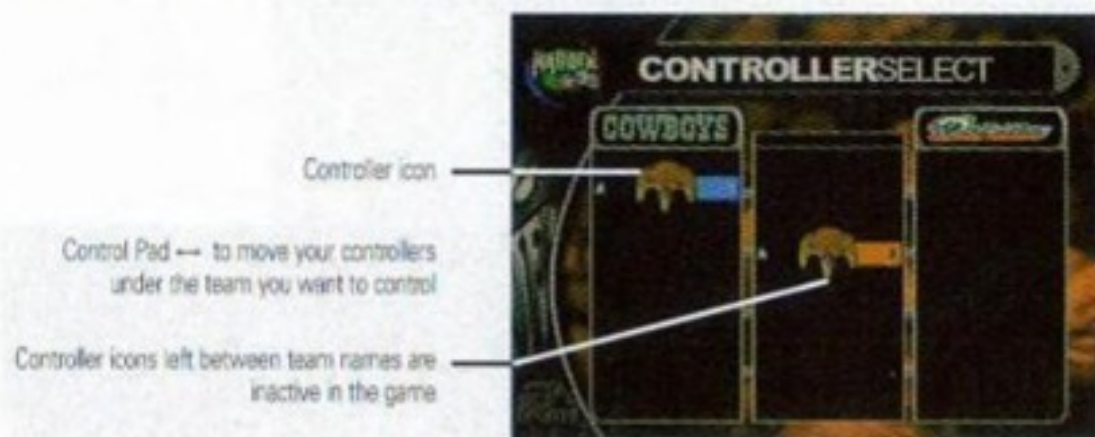 CONTROLLERSELECT
COWBOYS
Controller icon
Control Pad ↔ to move your controllers
under the team you want to control
Controller icons left between team names are
inactive in the game